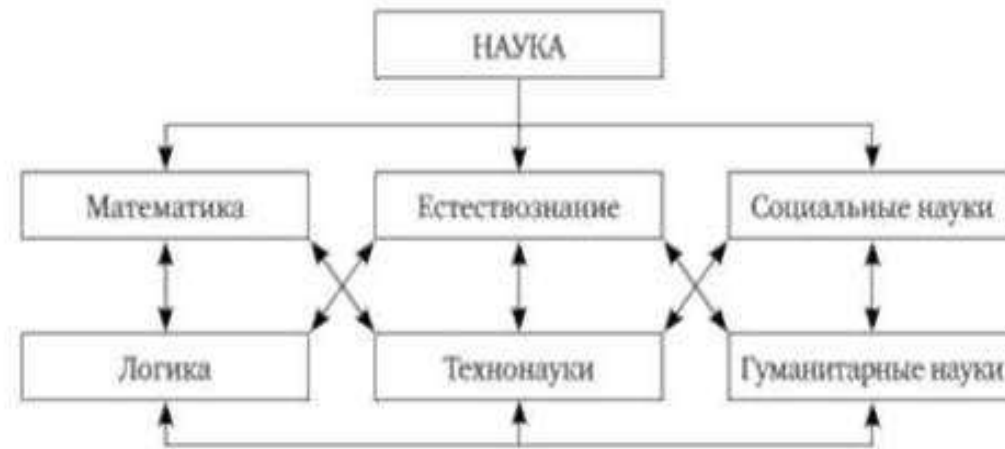 НАУКА
Математика
Естествознание
Социальные науки
Логика
Технонауки
Гуманитарные науки